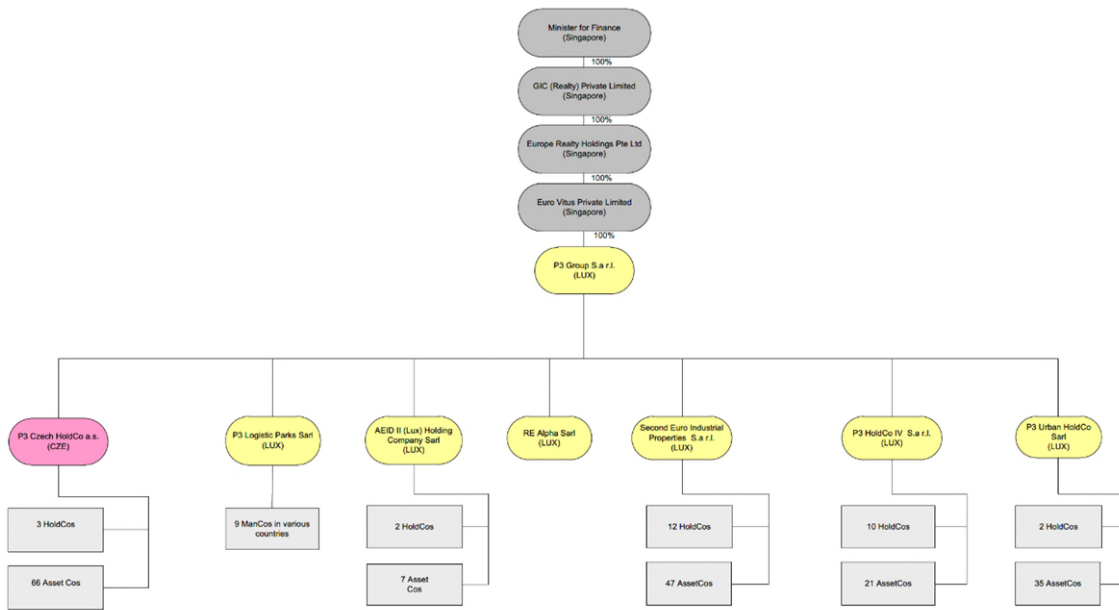 Minister for Finance
(Singapore)
100%
GIC (Realty) Private Limited
(Singapore)
100%
Europe Realty Holdings Pte Ltd
(Singapore)
100%
Euro Vitus Private Limited
(Singapore)
100%
P3 Group S.a r.l.
(LUX)
P3 Czech HoldCo a.s.
(CZE)
P3 Logistic Parks Sarl
(LUX)
AEID II (Lux) Holding
Company Sarl
(LUX)
RE Alpha Sarl
(LUX)
Second Euro Industrial
Properties S.a r.l.
(LUX)
P3 HoldCo IV S.a r.l.
(LUX)
P3 Urban HoldCo
Sarl
(LUX)
3 HoldCos
9 ManCos in various
countries
2 HoldCos
12 HoldCos
10 HoldCos
2 HoldCos
66 Asset Cos
7 Asset
Cos
47 AssetCos
21 AssetCos
35 AssetCos